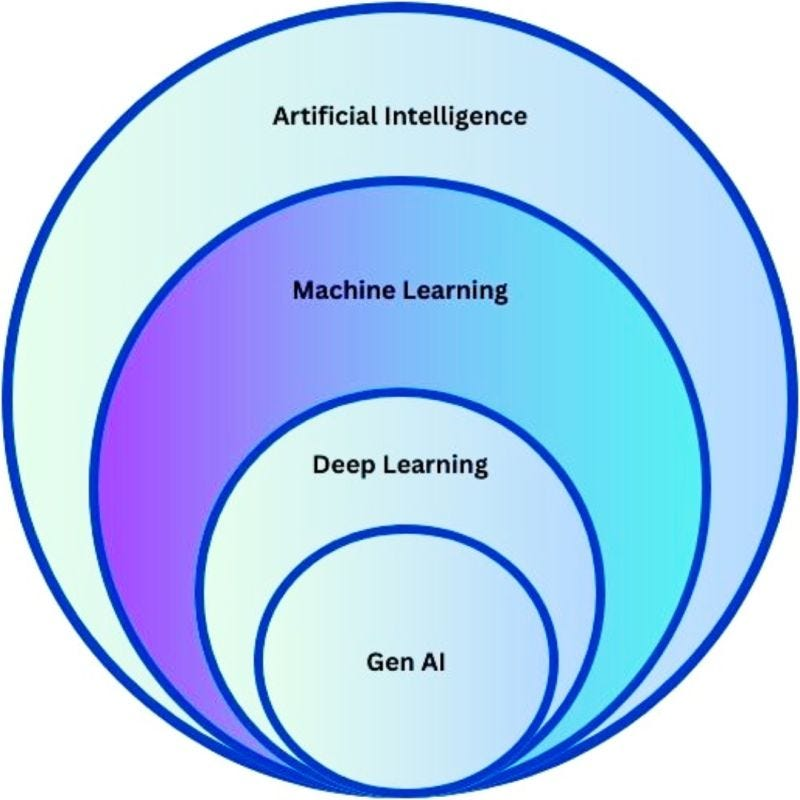 Artificial Intelligence
Machine Learning
Deep Learning
Gen AI